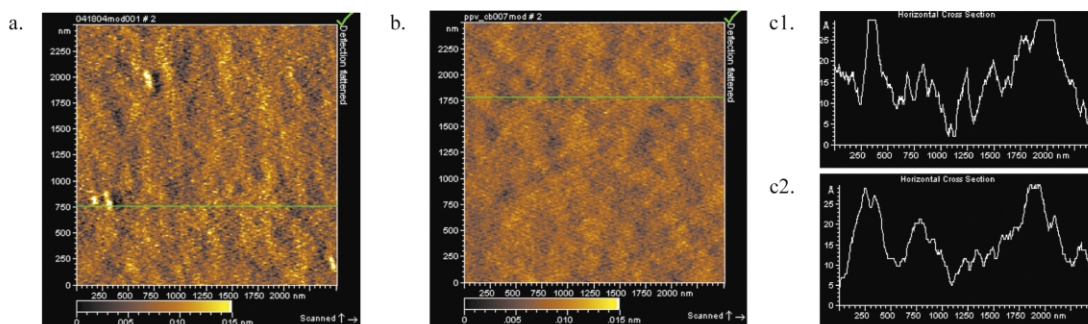 a.
041804mod001 # 2
nm
2250
2000
1750
1500
1250
1000
750
500
250
0
250 500 750 1000 1250 1500 1750 2000 nm
0 .005 .010 .015 nm
Deflection flattened
Scanned ↑ →
b.
ppv_cb007mod # 2
nm
2250
2000
1750
1500
1250
1000
750
500
250
0
250 500 750 1000 1250 1500 1750 2000 nm
0 .005 .010 .015 nm
Deflection flattened
Scanned ↑ →
c1.
Horizontal Cross Section
Å
25
20
15
10
5
0
250 500 750 1000 1250 1500 1750 2000 nm
c2.
Horizontal Cross Section
Å
25
20
15
10
5
0
250 500 750 1000 1250 1500 1750 2000 nm